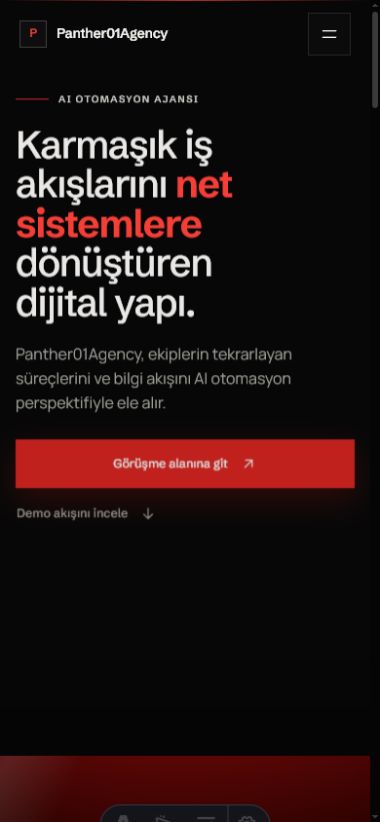 P Panther01Agency
AI OTOMASYON AJANSI
Karmaşık iş
akışlarını net
sistemlere
dönüştüren
dijital yapı.
Panther01Agency, ekiplerin tekrarlayan
süreçlerini ve bilgi akışını AI otomasyon
perspektifiyle ele alır.
Görüşme alanına git
Demo akışını incele